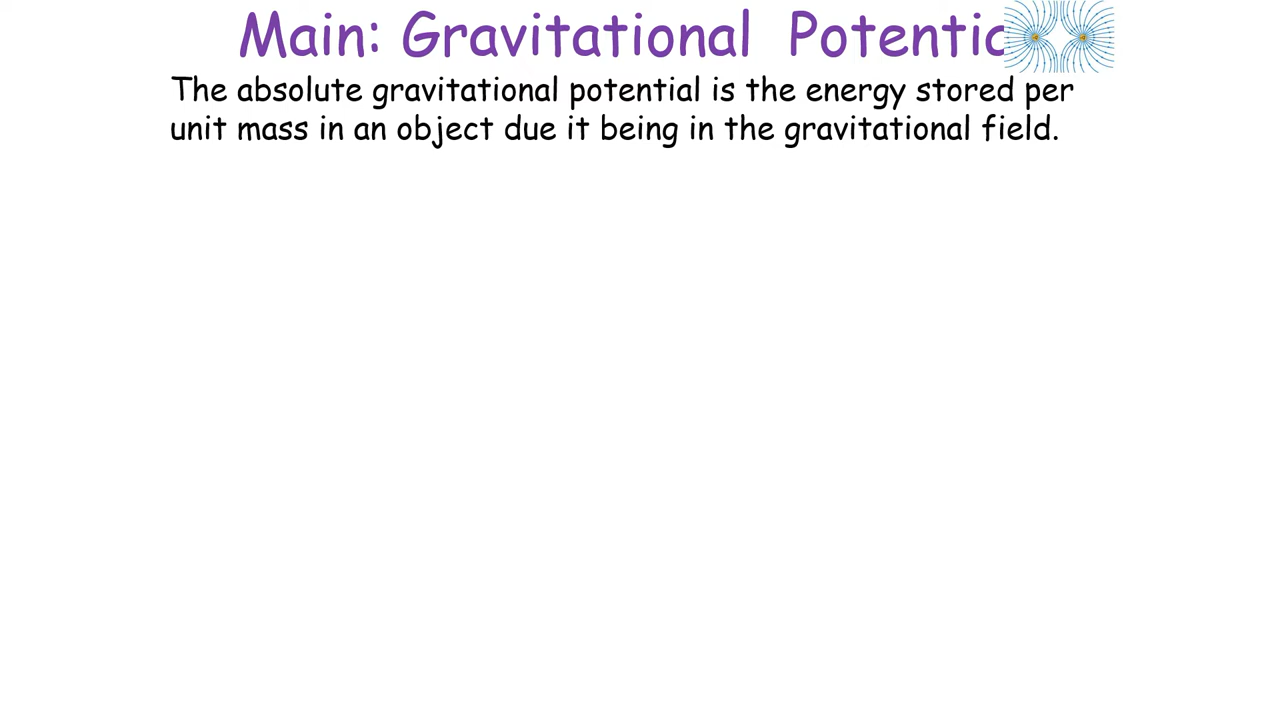 Main: Gravitational Potentia
The absolute gravitational potential is the energy stored per
unit mass in an object due it being in the gravitational field.